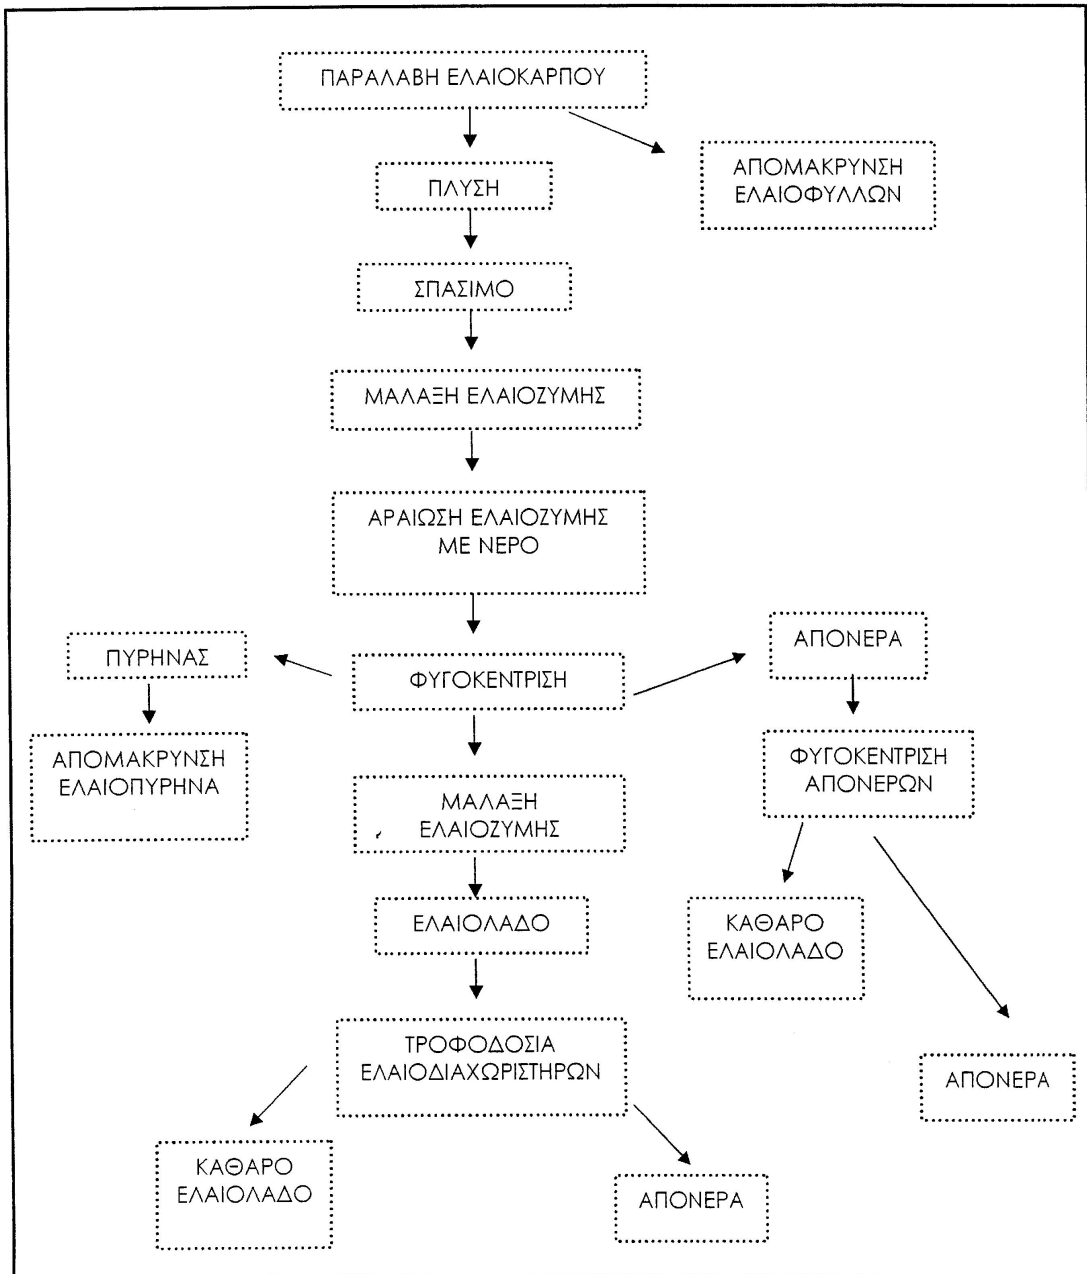 ΠΑΡΑΛΑΒΗ ΕΛΑΙΟΚΑΡΠΟΥ
ΑΠΟΜΑΚΡΥΝΣΗ
ΕΛΑΙΟΦΥΛΛΩΝ
ΠΛΥΣΗ
ΣΠΑΣΙΜΟ
ΜΑΛΑΞΗ ΕΛΑΙΟΖΥΜΗΣ
ΑΡΑΙΩΣΗ ΕΛΑΙΟΖΥΜΗΣ
ΜΕ ΝΕΡΟ
ΠΥΡΗΝΑΣ
ΦΥΓΟΚΕΝΤΡΙΣΗ
ΑΠΟΝΕΡΑ
ΑΠΟΜΑΚΡΥΝΣΗ
ΕΛΑΙΟΠΥΡΗΝΑ
ΜΑΛΑΞΗ
ΕΛΑΙΟΖΥΜΗΣ
ΦΥΓΟΚΕΝΤΡΙΣΗ
ΑΠΟΝΕΡΩΝ
ΕΛΑΙΟΛΑΔΟ
ΚΑΘΑΡΟ
ΕΛΑΙΟΛΑΔΟ
ΤΡΟΦΟΔΟΣΙΑ
ΕΛΑΙΟΔΙΑΧΩΡΙΣΤΗΡΩΝ
ΑΠΟΝΕΡΑ
ΚΑΘΑΡΟ
ΕΛΑΙΟΛΑΔΟ
ΑΠΟΝΕΡΑ